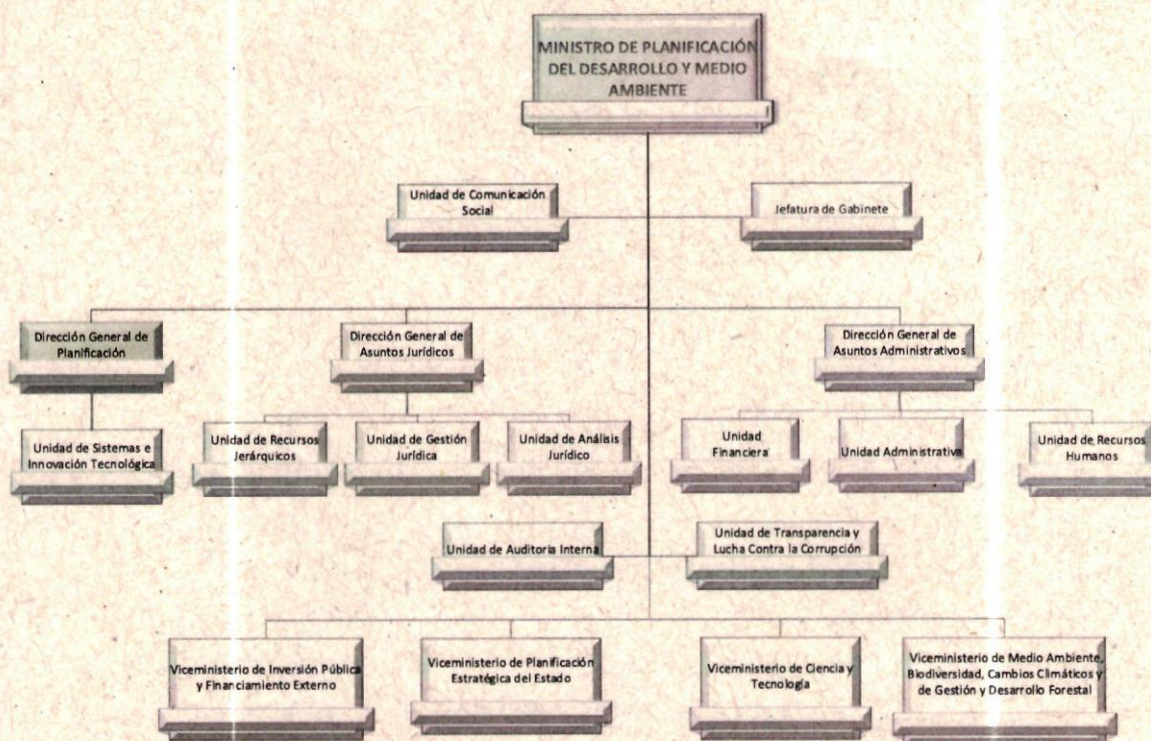 MINISTRO DE PLANIFICACIÓN
DEL DESARROLLO Y MEDIO
AMBIENTE
Unidad de Comunicación
Social
Jefatura de Gabinete
Dirección General de
Planificación
Dirección General de
Asuntos Jurídicos
Dirección General de
Asuntos Administrativos
Unidad de Sistemas e
Innovación Tecnológica
Unidad de Recursos
Jerárquicos
Unidad de Gestión
Jurídica
Unidad de Análisis
Jurídico
Unidad
Financiera
Unidad Administrativa
Unidad de Recursos
Humanos
Unidad de Auditoria Interna
Unidad de Transparencia y
Lucha Contra la Corrupción
Viceministerio de Inversión Pública
y Financiamiento Externo
Viceministerio de Planificación
Estratégica del Estado
Viceministerio de Ciencia y
Tecnología
Viceministerio de Medio Ambiente,
Biodiversidad, Cambios Climáticos y
de Gestión y Desarrollo Forestal